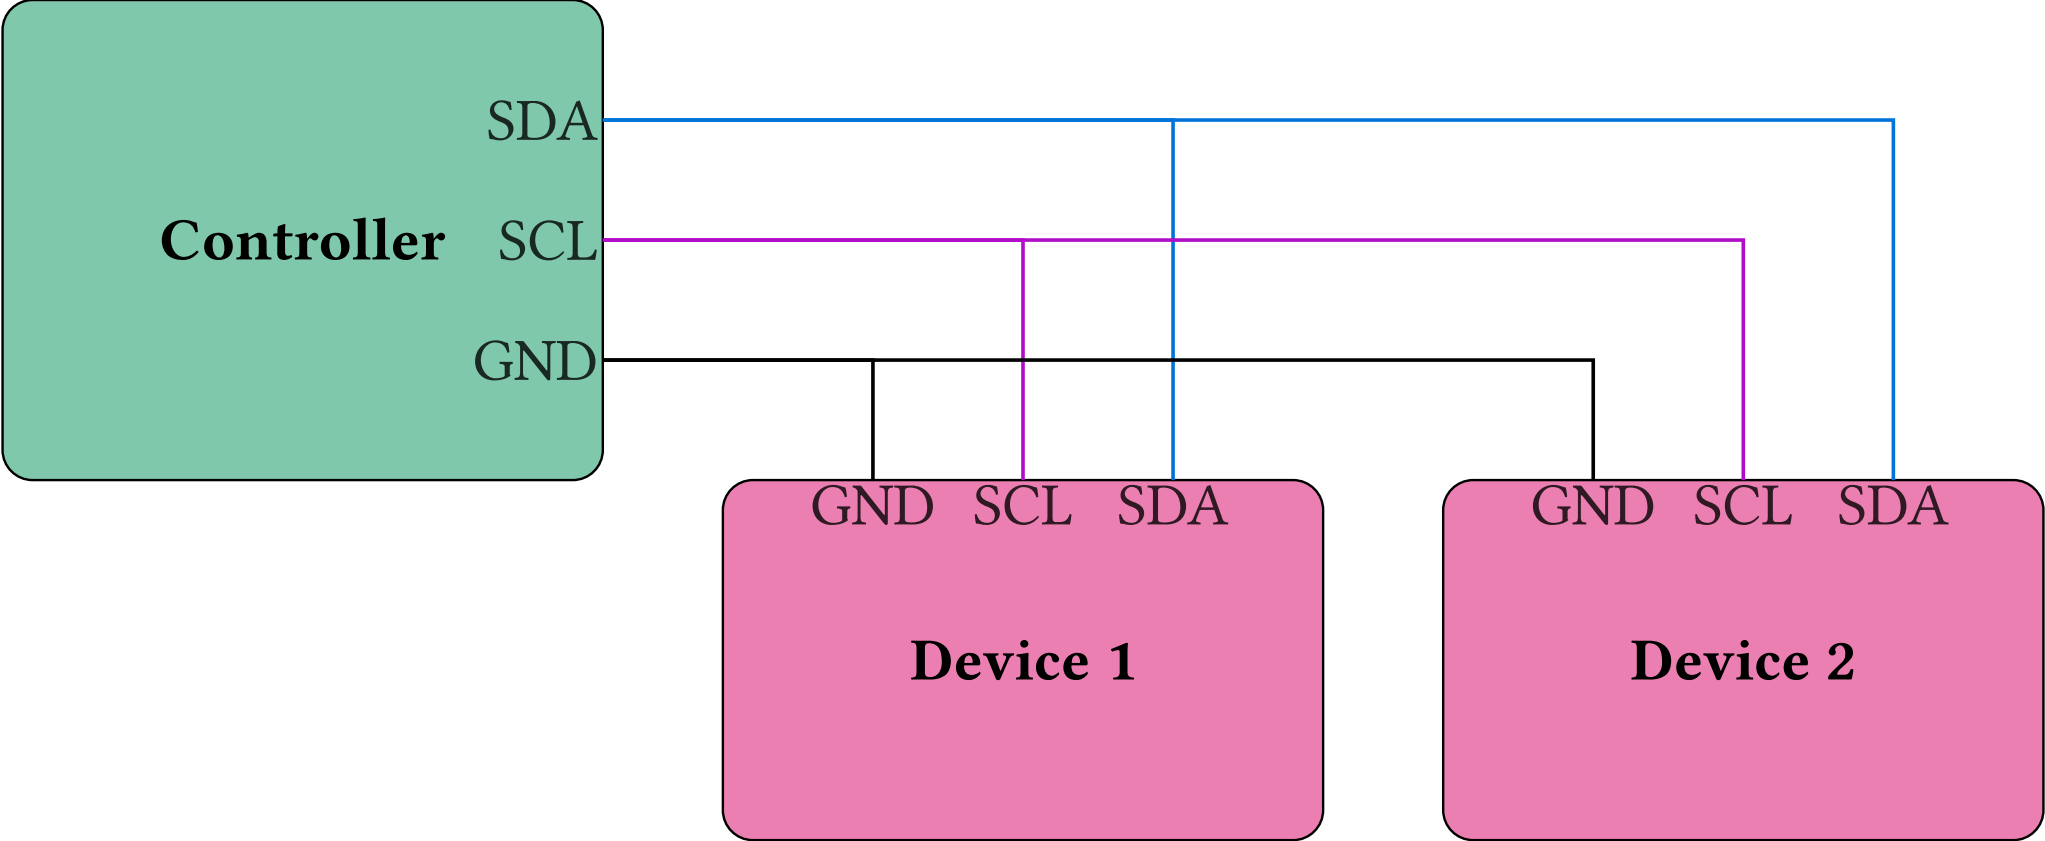 SDA
Controller SCL
GND
GND SCL SDA
Device 1
GND SCL SDA
Device 2